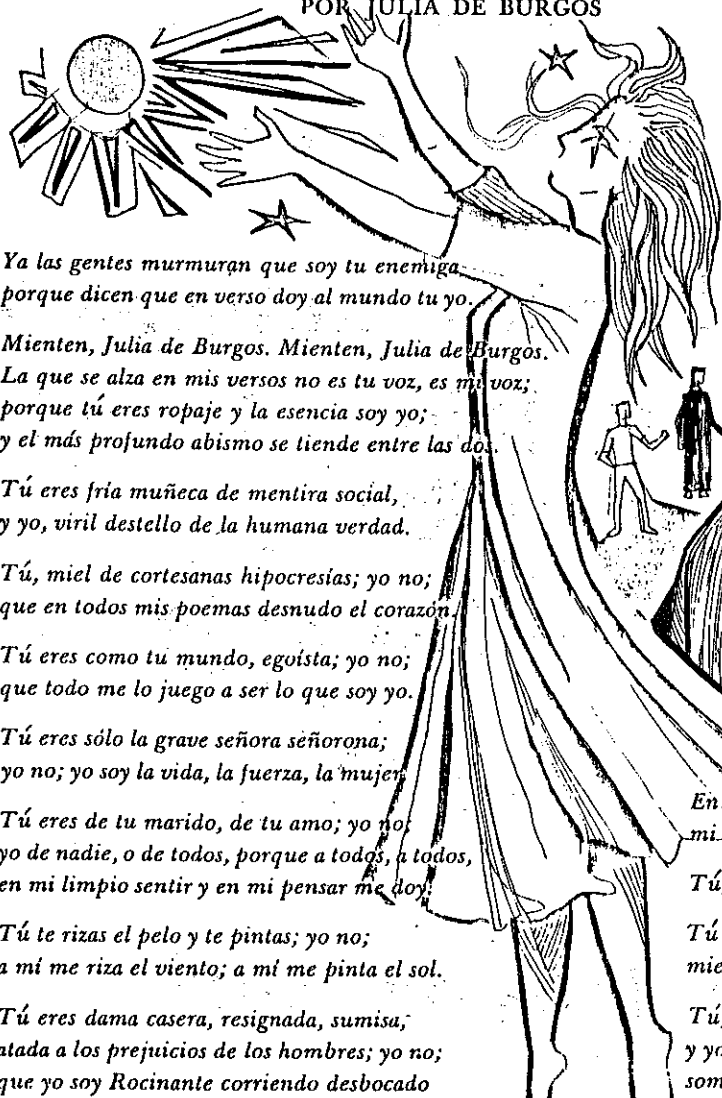 POR JULIA DE BURGOS
Ya las gentes murmuran que soy tu enemiga
porque dicen que en verso doy al mundo tu yo.
Mienten, Julia de Burgos. Mienten, Julia de Burgos.
La que se alza en mis versos no es tu voz, es mi voz;
porque tú eres ropaje y la esencia soy yo;
y el más profundo abismo se tiende entre las dos.
Tú eres fría muñeca de mentira social,
y yo, viril destello de la humana verdad.
Tú, miel de cortesanas hipocresías; yo no;
que en todos mis poemas desnudo el corazón.
Tú eres como tu mundo, egoísta; yo no;
que todo me lo juego a ser lo que soy yo.
Tú eres sólo la grave señora señorona;
yo no; yo soy la vida, la fuerza, la mujer.
Tú eres de tu marido, de tu amo; yo no;
yo de nadie, o de todos, porque a todos, a todos,
en mi limpio sentir y en mi pensar me doy.
Tú te rizas el pelo y te pintas; yo no;
a mí me riza el viento; a mí me pinta el sol.
Tú eres dama casera, resignada, sumisa,
atada a los prejuicios de los hombres; yo no;
que yo soy Rocinante corriendo desbocado
En
mi
Tú,
Tú
mie
Tú,
y yo
som